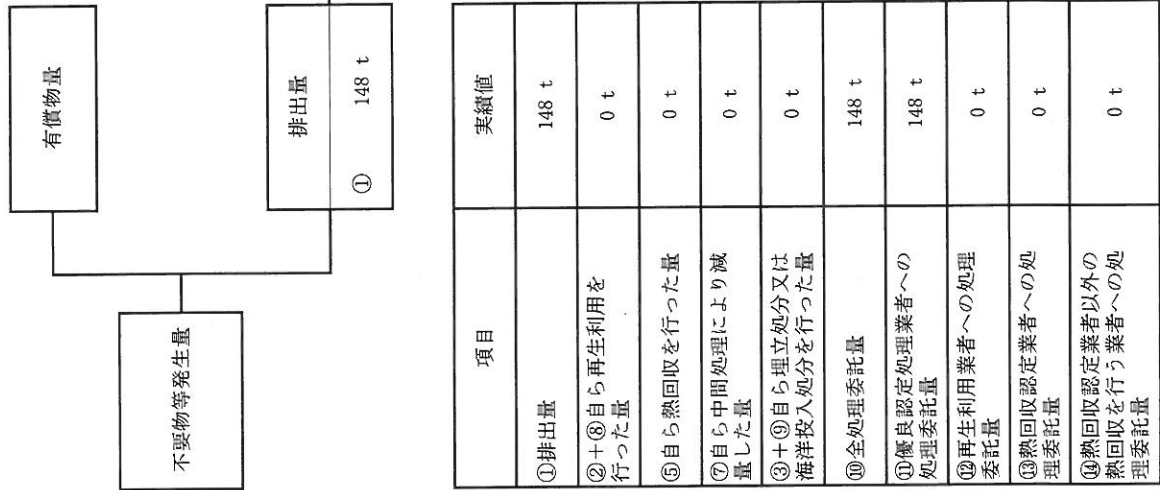 不要物等発生量
有償物量
排出量
① 148 t
項目 実績値
①排出量 148 t
②+⑧自ら再生利用を
行った量 0 t
⑤自ら熱回収を行った量 0 t
⑦自ら中間処理により減
量した量 0 t
③+⑨自ら埋立処分又は
海洋投入処分を行った量 0 t
⑩全処理委託量 148 t
⑪優良認定処理業者への
処理委託量 148 t
⑫再生利用業者への処理
委託量 0 t
⑬熱回収認定業者への処
理委託量 0 t
⑭熱回収認定業者以外の
熱回収を行う業者への処
理委託量 0 t